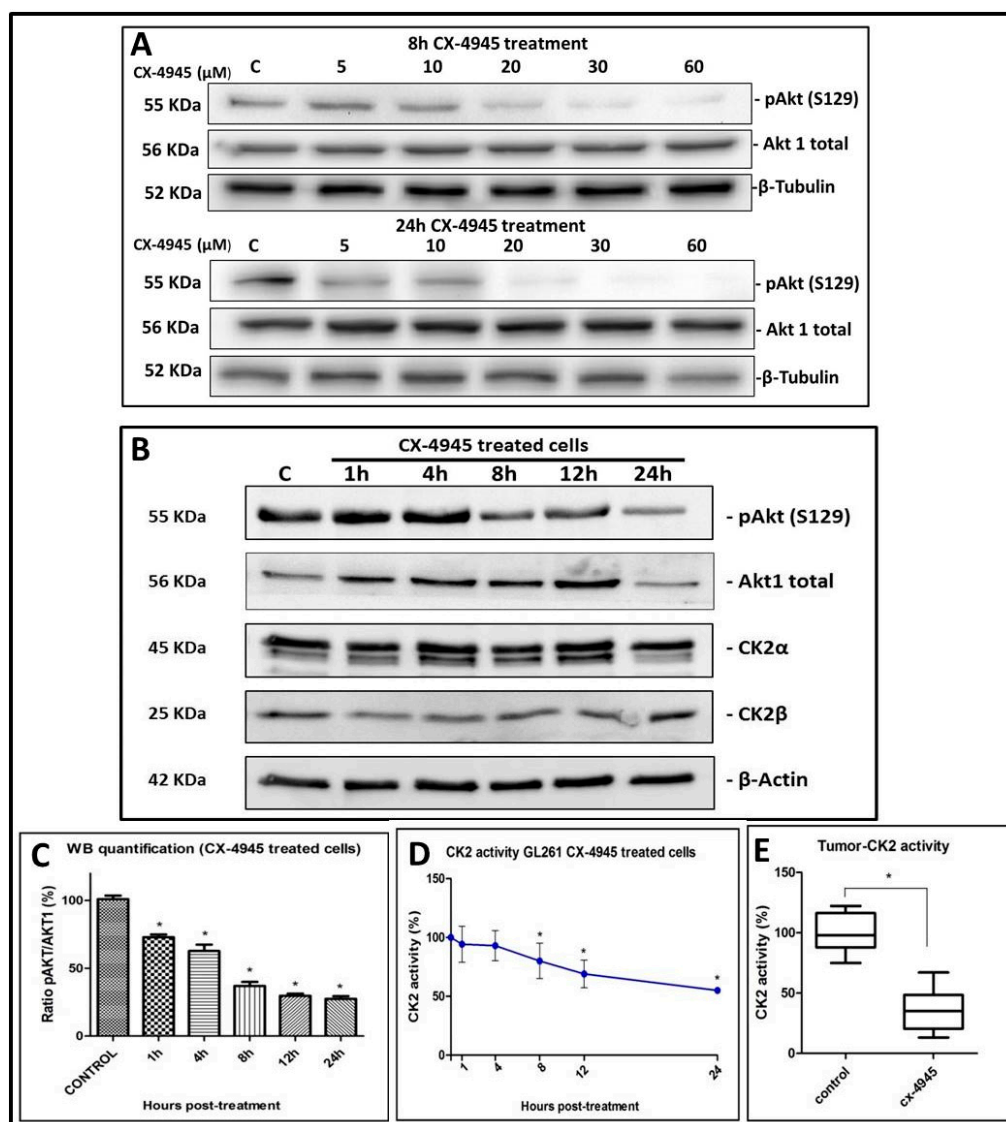 A
8h CX-4945 treatment
CX-4945 (µM) C 5 10 20 30 60
55 KDa - pAkt (S129)
56 KDa - Akt 1 total
52 KDa -β-Tubulin
24h CX-4945 treatment
CX-4945 (µM) C 5 10 20 30 60
55 KDa - pAkt (S129)
56 KDa - Akt 1 total
52 KDa -β-Tubulin
B
CX-4945 treated cells
C 1h 4h 8h 12h 24h
55 KDa - pAkt (S129)
56 KDa - Akt1 total
45 KDa - CK2α
25 KDa - CK2β
42 KDa - β-Actin
C
WB quantification (CX-4945 treated cells)
Ratio pAKT/AKT1 (%)
100
50
0
* * * * *
CONTROL 1h 4h 8h 12h 24h
Hours post-treatment
D
CK2 activity GL261 CX-4945 treated cells
CK2 activity (%)
150
100
50
0
* * *
1 4 8 12 24
Hours post-treatment
E
Tumor-CK2 activity
CK2 activity (%)
150
100
50
0
*
control cx-4945